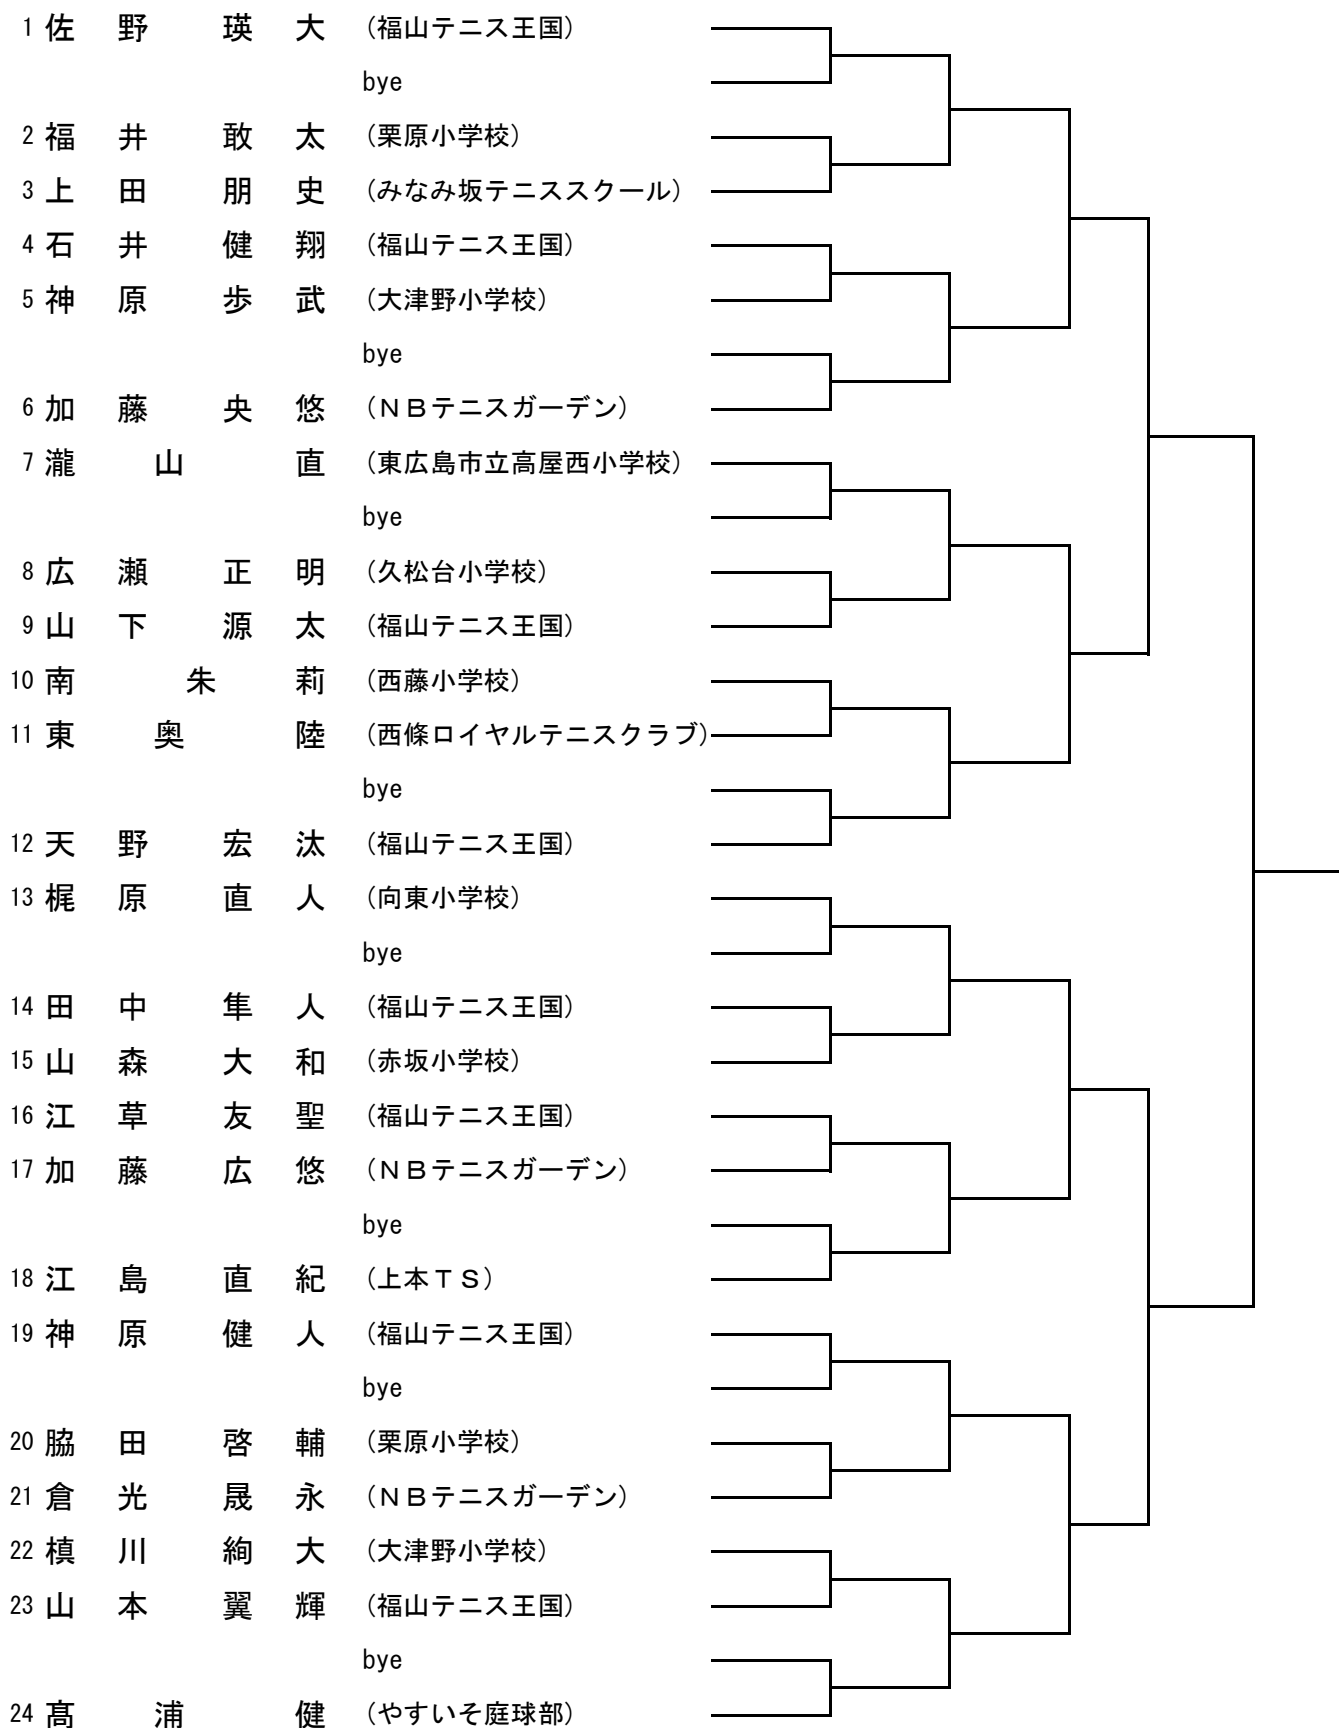 1 佐野 瑛大 (福山テニス王国)
bye
2 福井 敢太 (栗原小学校)
3 上田 朋史 (みなみ坂テニススクール)
4 石井 健翔 (福山テニス王国)
5 神原 歩武 (大津野小学校)
bye
6 加藤 央悠 (ＮＢテニスガーデン)
7 瀧山 直 (東広島市立高屋西小学校)
bye
8 広瀬 正明 (久松台小学校)
9 山下 源太 (福山テニス王国)
10 南 朱莉 (西藤小学校)
11 東奥 陸 (西條ロイヤルテニスクラブ)
bye
12 天野 宏汰 (福山テニス王国)
13 梶原 直人 (向東小学校)
bye
14 田中 隼人 (福山テニス王国)
15 山森 大和 (赤坂小学校)
16 江草 友聖 (福山テニス王国)
17 加藤 広悠 (ＮＢテニスガーデン)
bye
18 江島 直紀 (上本ＴＳ)
19 神原 健人 (福山テニス王国)
bye
20 脇田 啓輔 (栗原小学校)
21 倉光 晟永 (ＮＢテニスガーデン)
22 槙川 絢大 (大津野小学校)
23 山本 翼輝 (福山テニス王国)
bye
24 髙浦 健 (やすいそ庭球部)